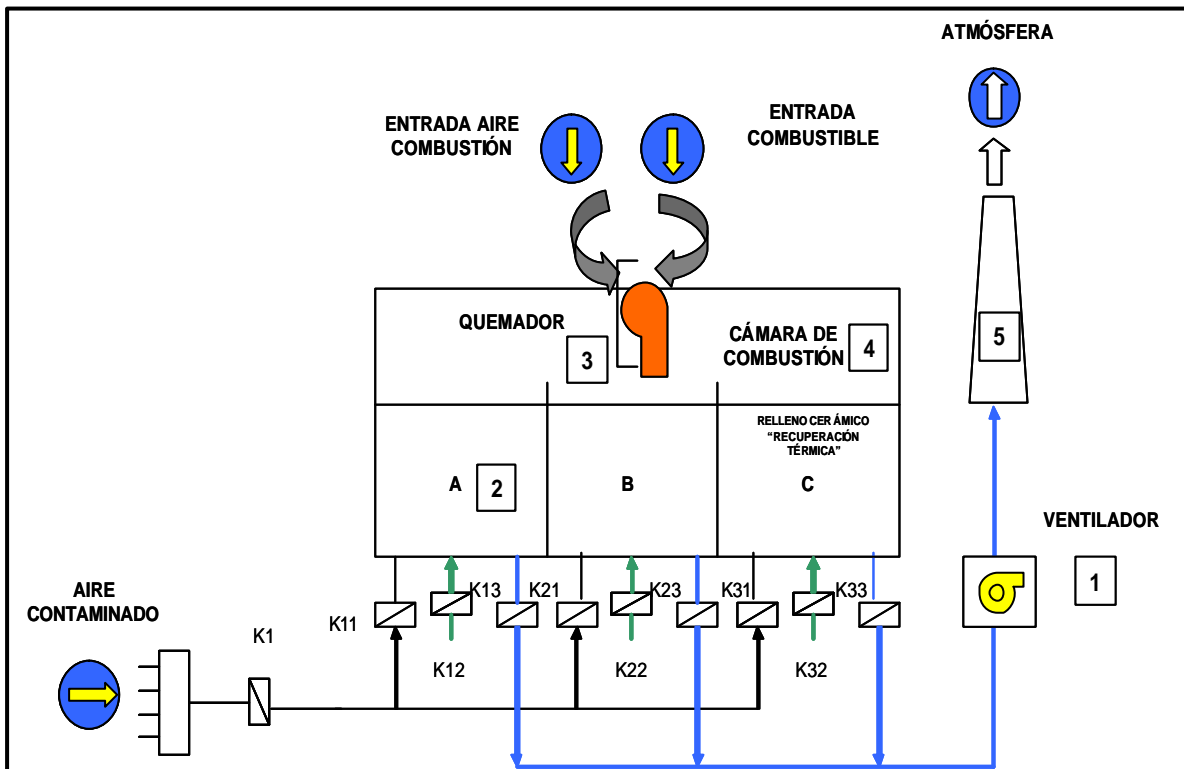 ATMÓSFERA
ENTRADA AIRE
COMBUSTIÓN
ENTRADA
COMBUSTIBLE
QUEMADOR
3
CÁMARA DE
COMBUSTIÓN
4
5
RELLENO CERÁMICO
“RECUPERACIÓN
TÉRMICA”
A
2
B
C
VENTILADOR
1
AIRE
CONTAMINADO
K1
K11
K13
K21
K23
K31
K33
K12
K22
K32